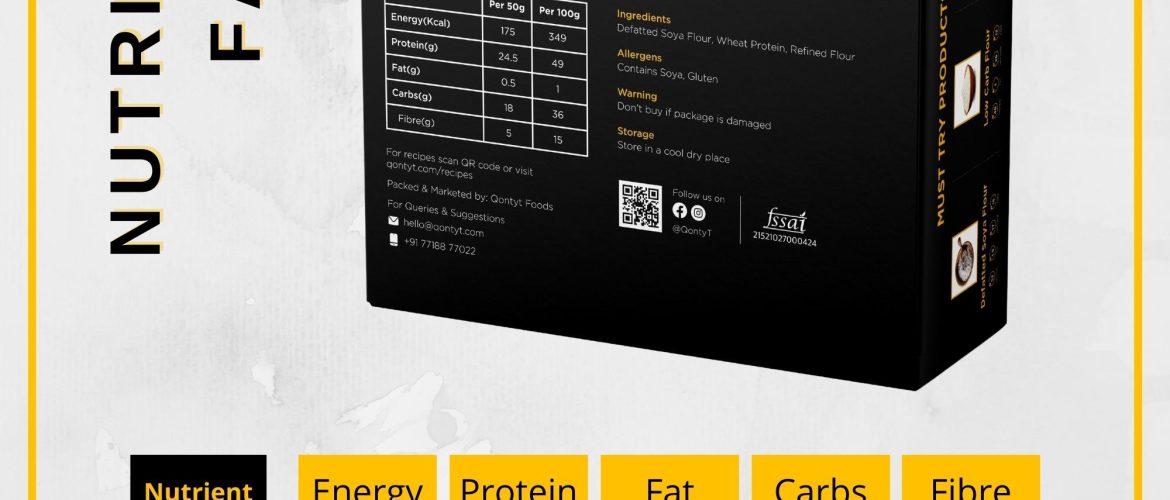 NUTRI
FA
Per 50g Per 100g
Energy(Kcal) 175 349
Protein(g) 24.5 49
Fat(g) 0.5 1
Carbs(g) 18 36
Fibre(g) 5 15
For recipes scan QR code or visit
qontyt.com/recipes
Packed & Marketed by: Qontyt Foods
For Queries & Suggestions
hello@qontyt.com
+91 77188 77022
Ingredients
Defatted Soya Flour, Wheat Protein, Refined Flour
Allergens
Contains Soya, Gluten
Warning
Don't buy if package is damaged
Storage
Store in a cool dry place
Follow us on
@QontyT
fssai
21521027000424
MUST TRY PRODUCTS
Low Carb Flour
Defatted Soya Flour
Nutrient Energy Protein Fat Carbs Fibre